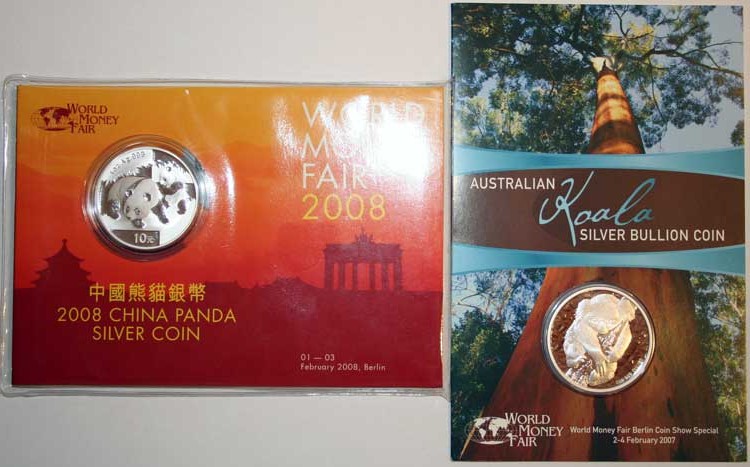 WORLD
MONEY
FAIR
WORLD
MONEY
FAIR
2008
10元
中國熊貓銀幣
2008 CHINA PANDA
SILVER COIN
01 — 03
February 2008, Berlin
AUSTRALIAN
Koala
SILVER BULLION COIN
WORLD
MONEY
FAIR
World Money Fair Berlin Coin Show Special
2-4 February 2007